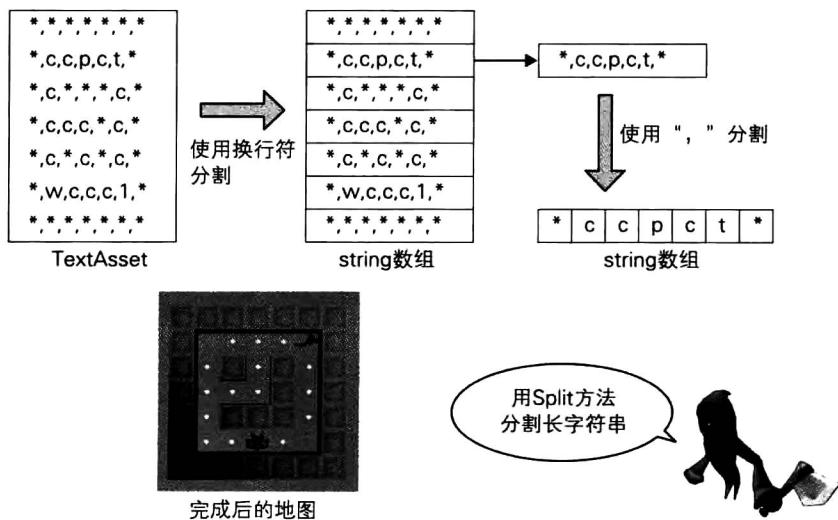 *,*,*,*,*,*,*
*,c,c,p,c,t,*
*,c,*,*,*,c,*
*,c,c,c,*,c,*
*,c,*,c,*,c,*
*,w,c,c,c,1,*
*,*,*,*,*,*,*
TextAsset
使用换行符
分割
*,*,*,*,*,*,*
*,c,c,p,c,t,*
*,c,*,*,*,c,*
*,c,c,c,*,c,*
*,c,*,c,*,c,*
*,w,c,c,c,1,*
*,*,*,*,*,*,*
string数组
*,c,c,p,c,t,*
使用“，”分割
* c c p c t *
string数组
完成后的地图
用Split方法
分割长字符串